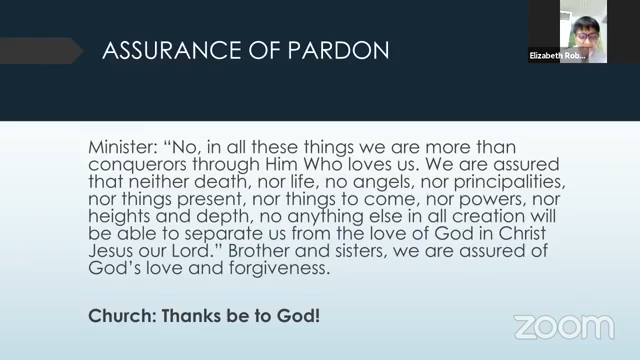 ASSURANCE OF PARDON
Elizabeth Rob...
Minister: “No, in all these things we are more than
conquerors through Him Who loves us. We are assured
that neither death, nor life, no angels, nor principalities,
nor things present, nor things to come, nor powers, nor
heights and depth, no anything else in all creation will
be able to separate us from the love of God in Christ
Jesus our Lord.” Brother and sisters, we are assured of
God’s love and forgiveness.
Church: Thanks be to God!
zoom